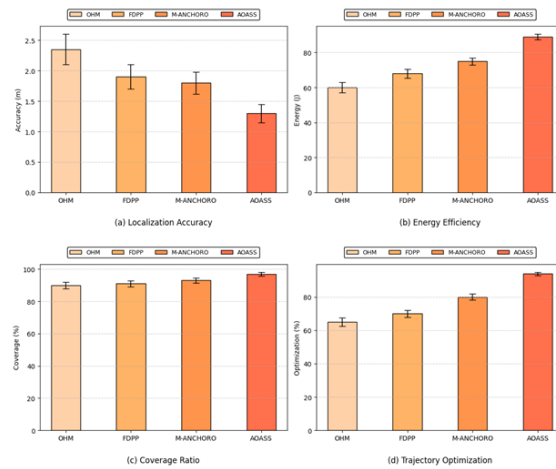 OHM FDPP M-ANCHORO AOASS
2.5
2.0
1.5
1.0
0.5
0.0
Accuracy (m)
OHM FDPP M-ANCHORO AOASS
(a) Localization Accuracy
OHM FDPP M-ANCHORO AOASS
80
60
40
20
0
Energy (J)
OHM FDPP M-ANCHORO AOASS
(b) Energy Efficiency
OHM FDPP M-ANCHORO AOASS
100
80
60
40
20
0
Coverage (%)
OHM FDPP M-ANCHORO AOASS
(c) Coverage Ratio
OHM FDPP M-ANCHORO AOASS
80
60
40
20
0
Optimization (%)
OHM FDPP M-ANCHORO AOASS
(d) Trajectory Optimization